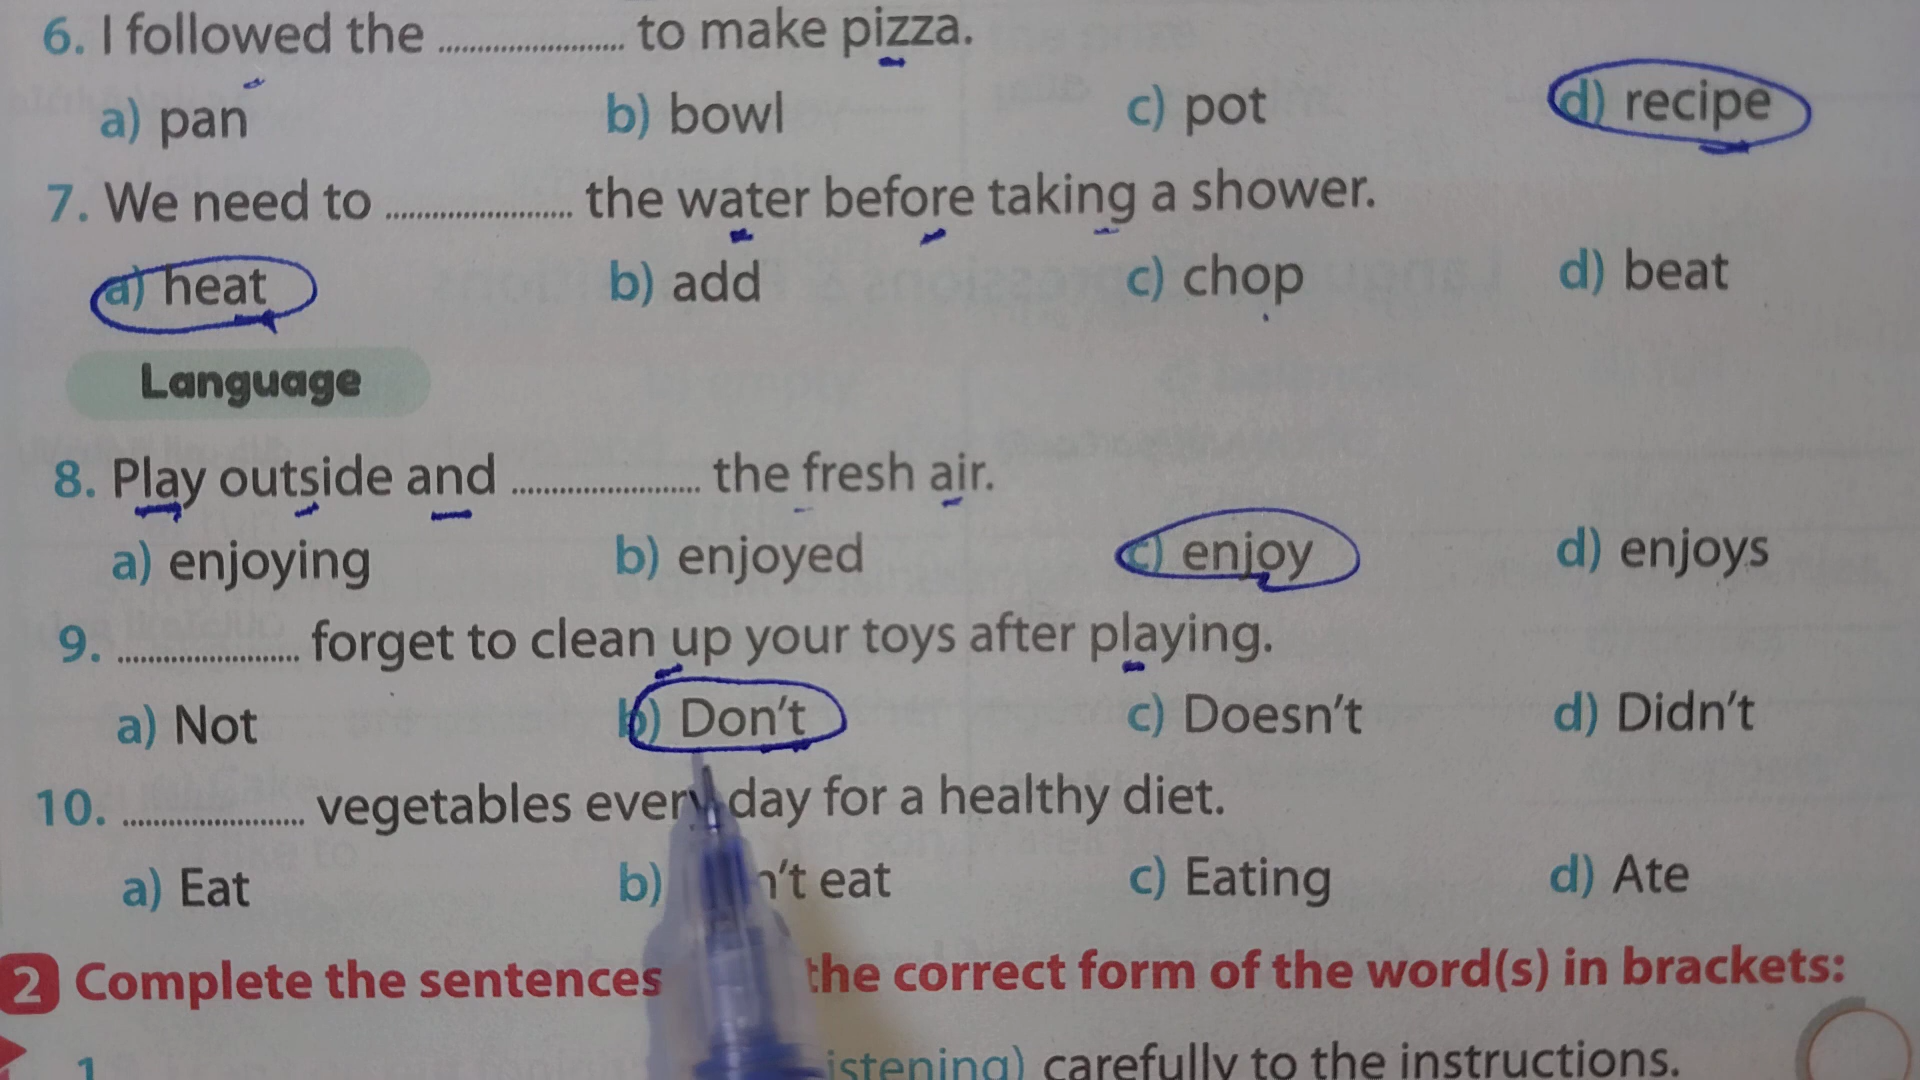 6. I followed the ........................ to make pizza.
a) pan b) bowl c) pot d) recipe
7. We need to ........................ the water before taking a shower.
a) heat b) add c) chop d) beat
Language
8. Play outside and ........................ the fresh air.
a) enjoying b) enjoyed c) enjoy d) enjoys
9. ........................ forget to clean up your toys after playing.
a) Not b) Don't c) Doesn't d) Didn't
10. ........................ vegetables every day for a healthy diet.
a) Eat b) n't eat c) Eating d) Ate
2 Complete the sentences the correct form of the word(s) in brackets:
1 istening) carefully to the instructions.